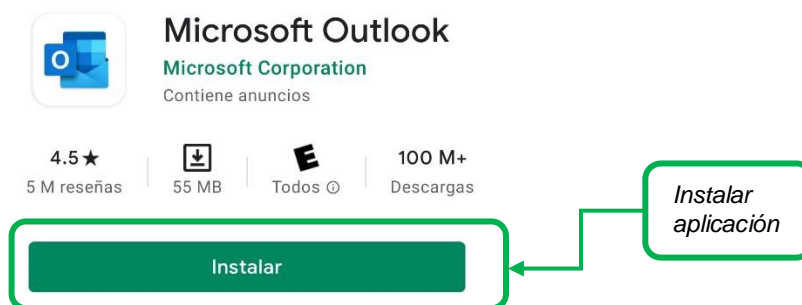 Microsoft Outlook
Microsoft Corporation
Contiene anuncios
4.5★
5 M reseñas
55 MB
E
Todos ⓘ
100 M+
Descargas
Instalar
Instalar
aplicación